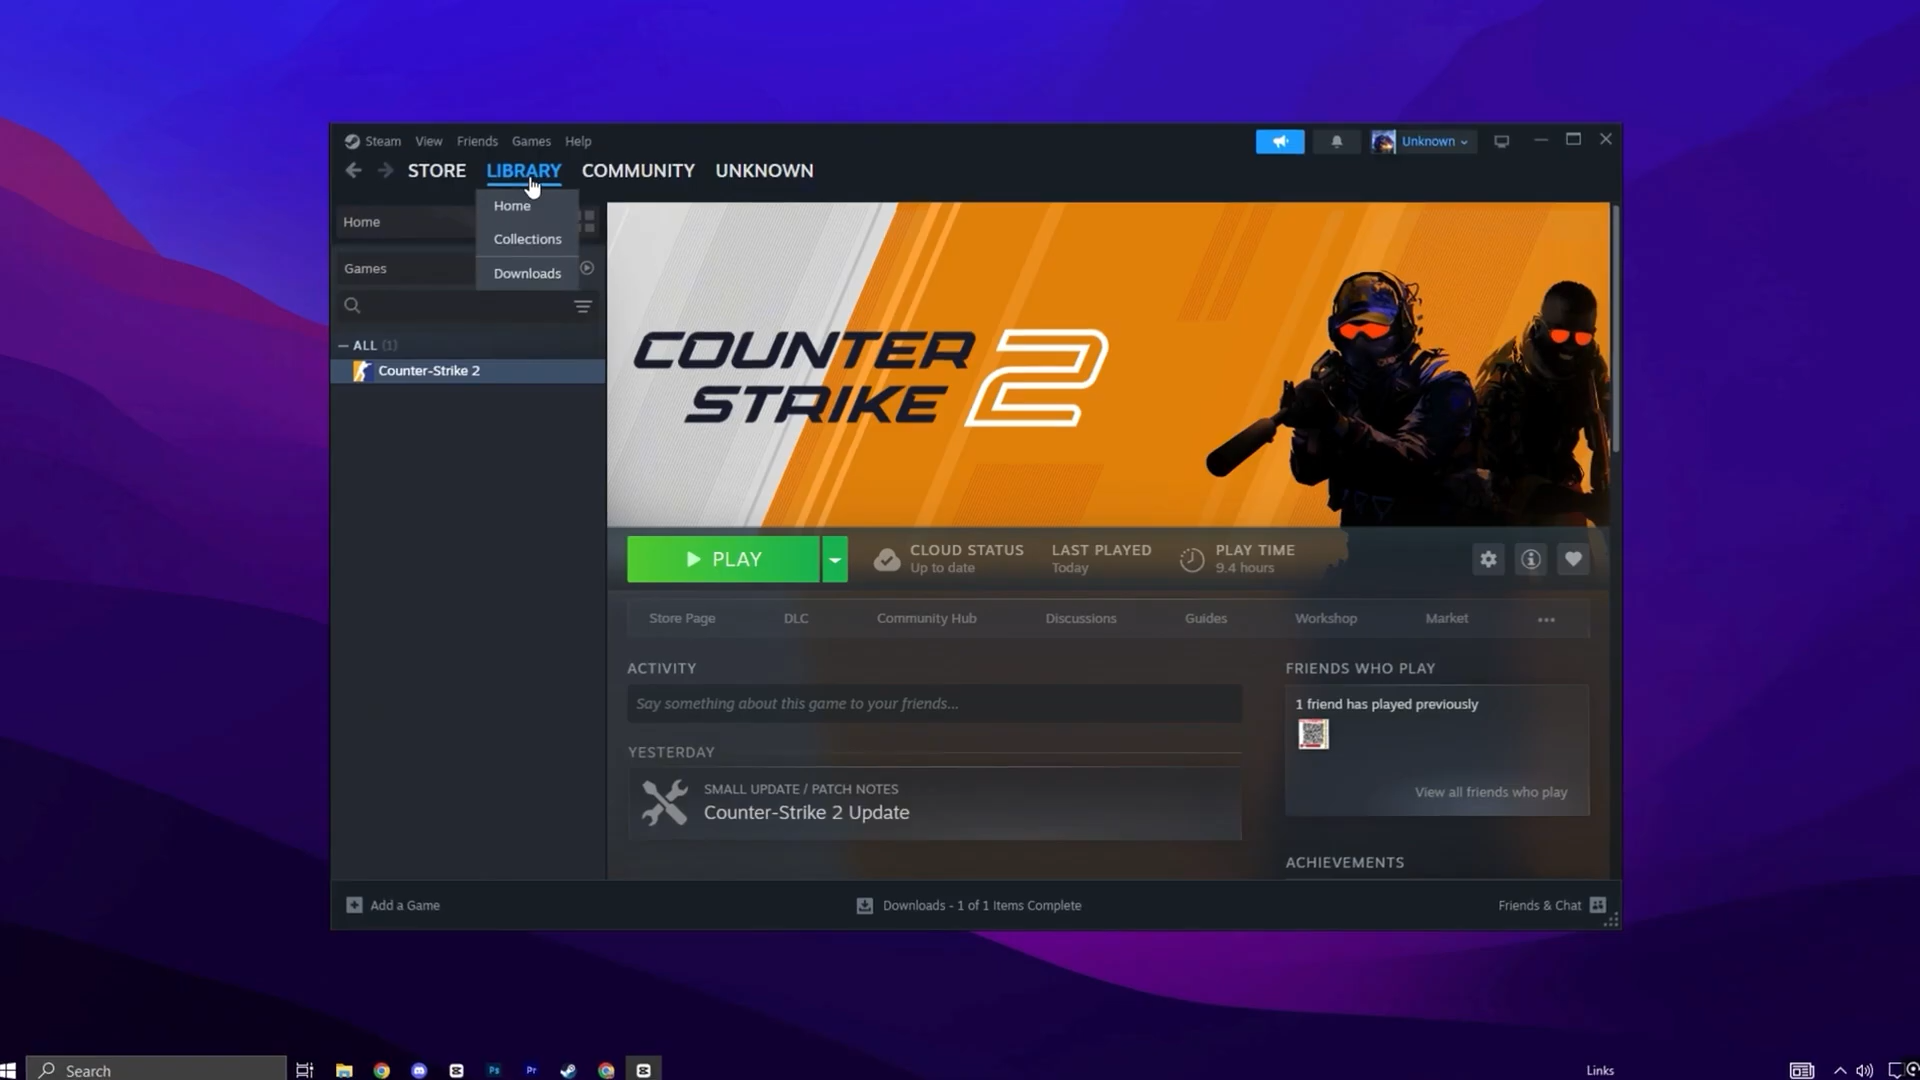 Steam View Friends Games Help
Unknown
STORE LIBRARY COMMUNITY UNKNOWN
Home
Collections
Downloads
Home
Games
ALL (1)
Counter-Strike 2
COUNTER
STRIKE 2
PLAY
CLOUD STATUS
Up to date
LAST PLAYED
Today
PLAY TIME
9.4 hours
Store Page DLC Community Hub Discussions Guides Workshop Market
ACTIVITY
Say something about this game to your friends...
YESTERDAY
SMALL UPDATE / PATCH NOTES
Counter-Strike 2 Update
FRIENDS WHO PLAY
1 friend has played previously
View all friends who play
ACHIEVEMENTS
Add a Game
Downloads - 1 of 1 Items Complete
Friends & Chat
Search
Ps
Pr
Links